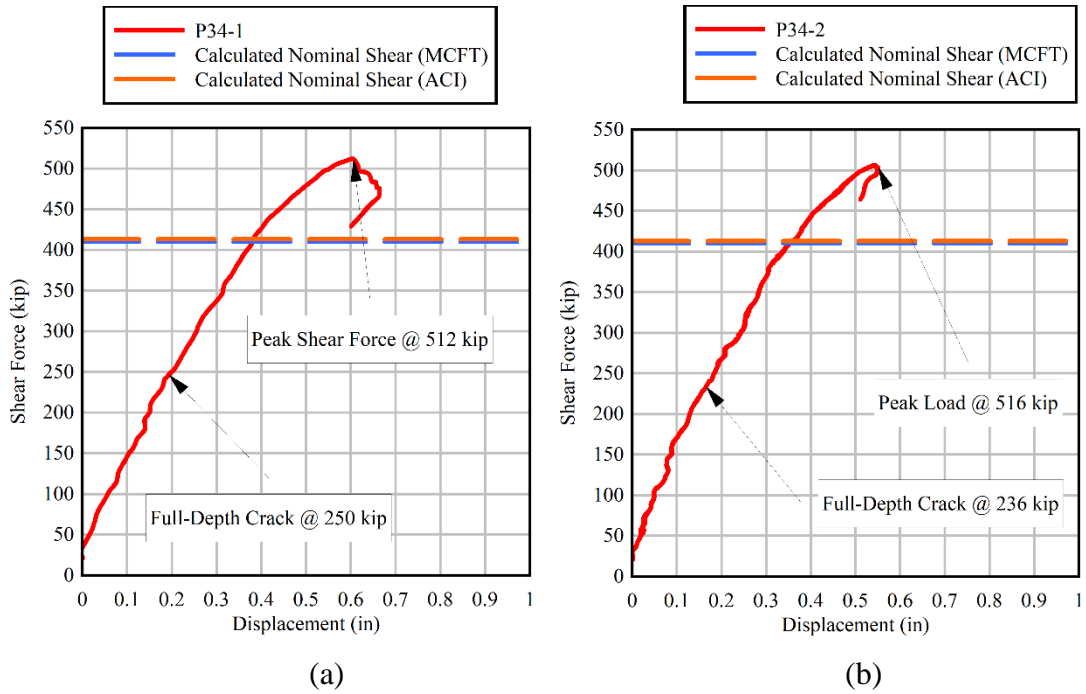 P34-1
Calculated Nominal Shear (MCFT)
Calculated Nominal Shear (ACI)
550
500
450
400
350
300
250
200
150
100
50
0
Shear Force (kip)
Peak Shear Force @ 512 kip
Full-Depth Crack @ 250 kip
0 0.1 0.2 0.3 0.4 0.5 0.6 0.7 0.8 0.9 1
Displacement (in)
(a)
P34-2
Calculated Nominal Shear (MCFT)
Calculated Nominal Shear (ACI)
550
500
450
400
350
300
250
200
150
100
50
0
Shear Force (kip)
Peak Load @ 516 kip
Full-Depth Crack @ 236 kip
0 0.1 0.2 0.3 0.4 0.5 0.6 0.7 0.8 0.9 1
Displacement (in)
(b)